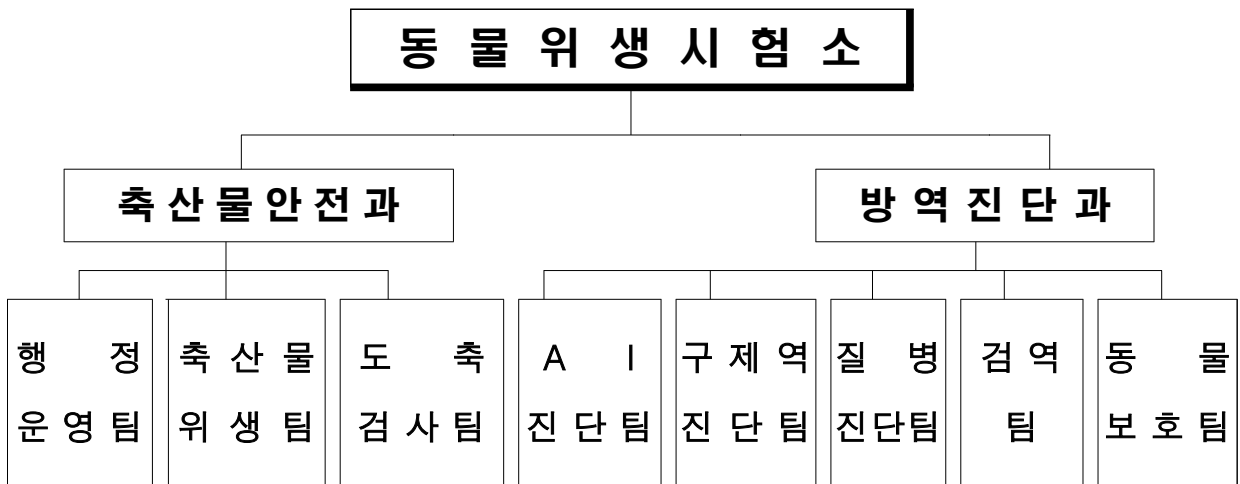 동물위생시험소
축산물안전과
방역진단과
행정
운영팀
축산물
위생팀
도축
검사팀
AI
진단팀
구제역
진단팀
질병
진단팀
검역
팀
동물
보호팀